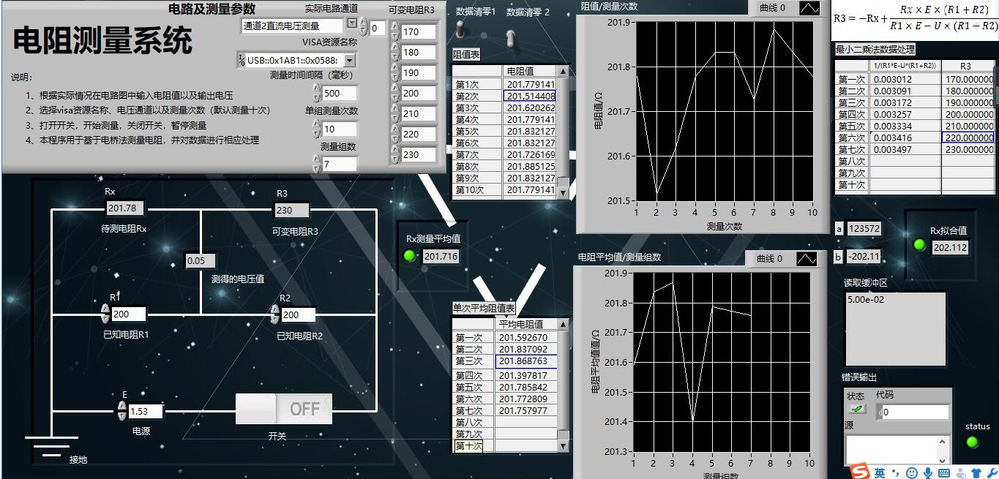 电路及测量参数
电阻测量系统
说明：
1、根据实际情况在电路图中输入电阻值以及输出电压
2、选择visa资源名称、电压通道以及测量次数（默认测量十次）
3、打开开关，开始测量，关闭开关，暂停测量
4、本程序用于基于电桥法测量电阻，并对数据进行相应处理
实际电路通道
通道2直流电压测量
0
VISA资源名称
USB::0x1AB1::0x0588:
测量时间间隔（毫秒）
500
单组测量次数
10
测量组数
7
可变电阻R3
170
180
190
200
210
220
230
数据清零1 数据清零 2
阻值表
电阻值
第1次 201.779141
第2次 201.514408
第3次 201.620262
第4次 201.779141
第5次 201.832127
第6次 201.832127
第7次 201.726169
第8次 201.885125
第9次 201.832127
第10次 201.779141
阻值/测量次数
曲线 0
电阻值/Ω
201.9
201.8
201.7
201.6
201.5
1 2 3 4 5 6 7 8 9 10
测量次数
R3=−Rx+ Rx×E×(R1+R2)
R1×E−U×(R1+R2)
最小二乘法数据处理
1/(R1*E-U*(R1+R2)) R3
第一次 0.003012 170.000000
第二次 0.003091 180.000000
第三次 0.003172 190.000000
第四次 0.003257 200.000000
第五次 0.003334 210.000000
第六次 0.003416 220.000000
第七次 0.003497 230.000000
第八次
第九次
第十次
Rx
201.78
待测电阻Rx
R3
230
可变电阻R3
0.05
测得的电压值
R1
200
已知电阻R1
R2
200
已知电阻R2
E
1.53
电源
OFF
开关
接地
Rx测量平均值
201.716
单次平均阻值表
平均电阻值
第一次 201.592670
第二次 201.837092
第三次 201.868763
第四次 201.397817
第五次 201.785842
第六次 201.772809
第七次 201.757977
第八次
第九次
第十次
电阻平均值/测量组数
曲线 0
电阻平均值值/Ω
201.9
201.8
201.7
201.6
201.5
201.4
201.3
1 2 3 4 5 6 7 8 9 10
测量组数
a 123572
b -202.11
Rx拟合值
202.112
读取缓冲区
5.00e-02
错误输出
状态 代码
d0
源
status
S 英